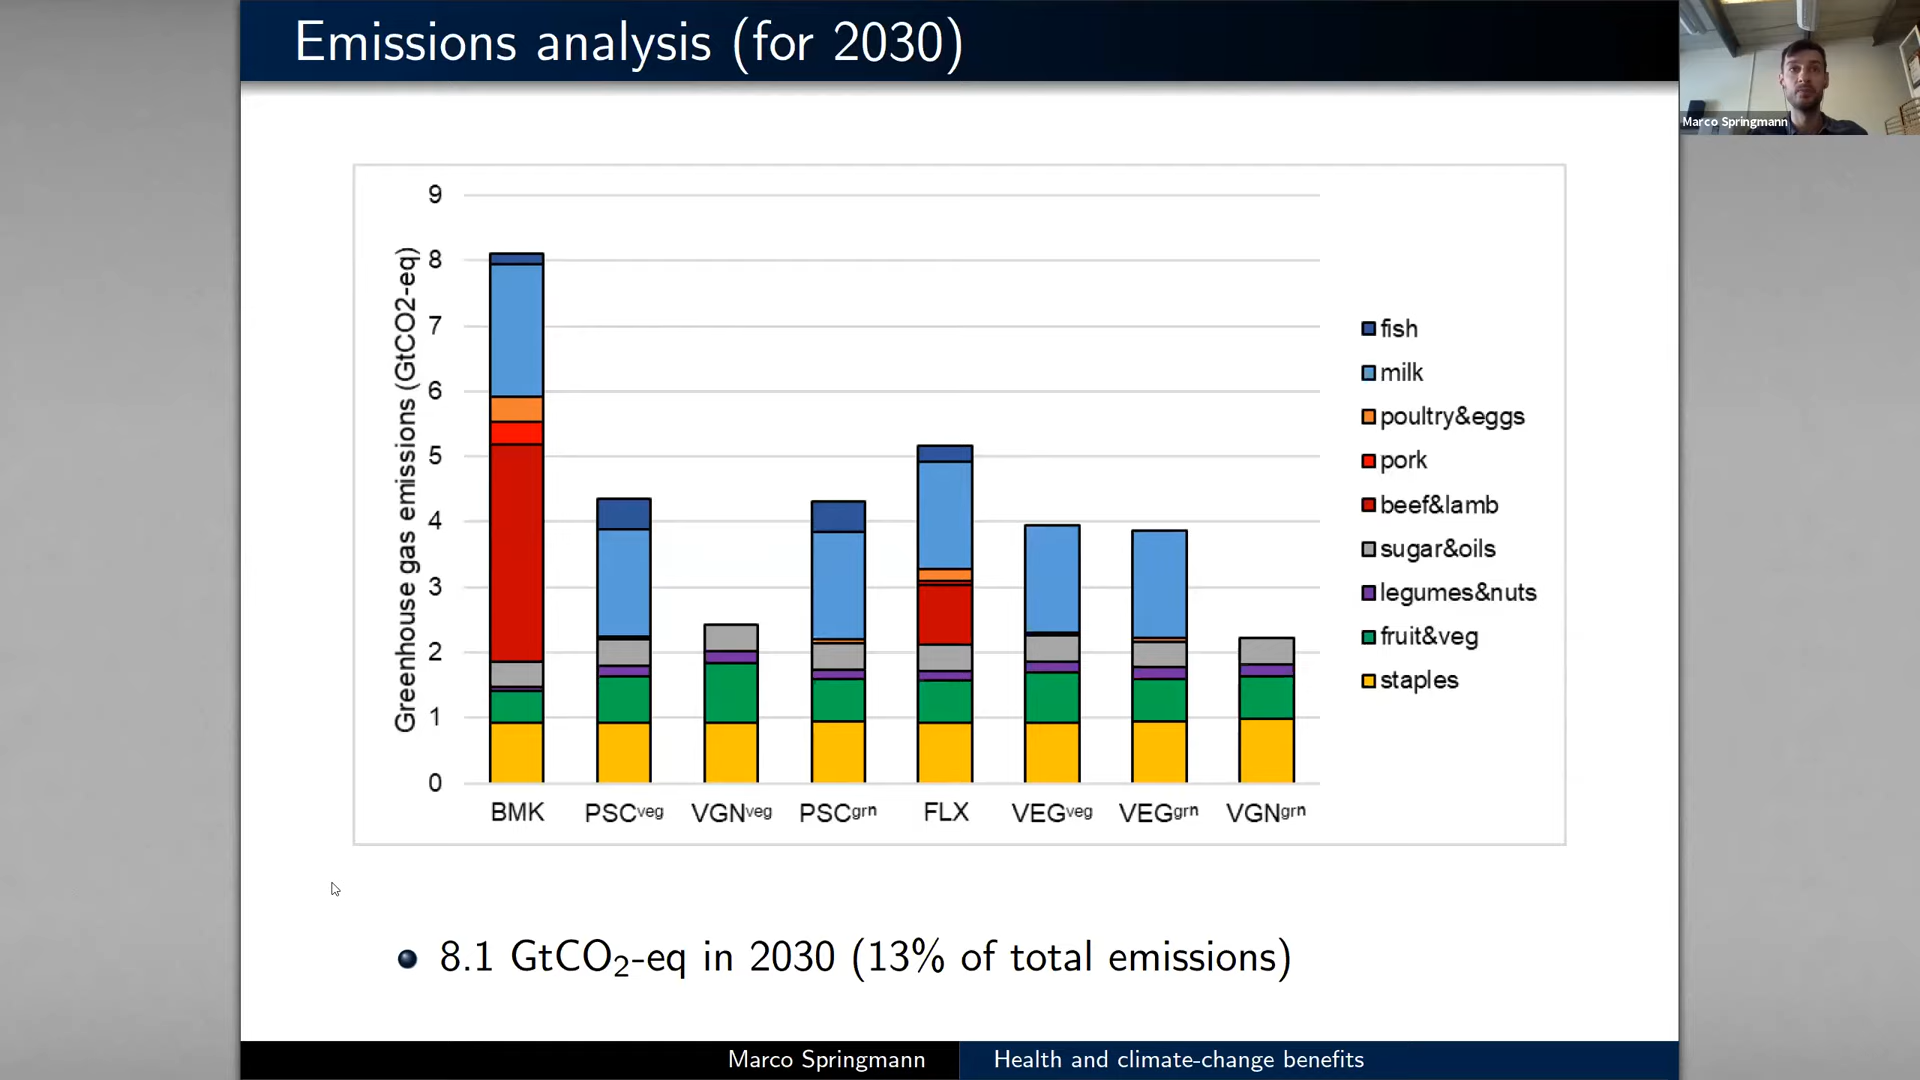 Emissions analysis (for 2030)
Marco Springmann
Greenhouse gas emissions (GtCO2-eq)
9
8
7
6
5
4
3
2
1
0
BMK PSCveg VGNveg PSCgrn FLX VEGveg VEGgrn VGNgrn
fish
milk
poultry&eggs
pork
beef&lamb
sugar&oils
legumes&nuts
fruit&veg
staples
8.1 GtCO₂-eq in 2030 (13% of total emissions)
Marco Springmann Health and climate-change benefits